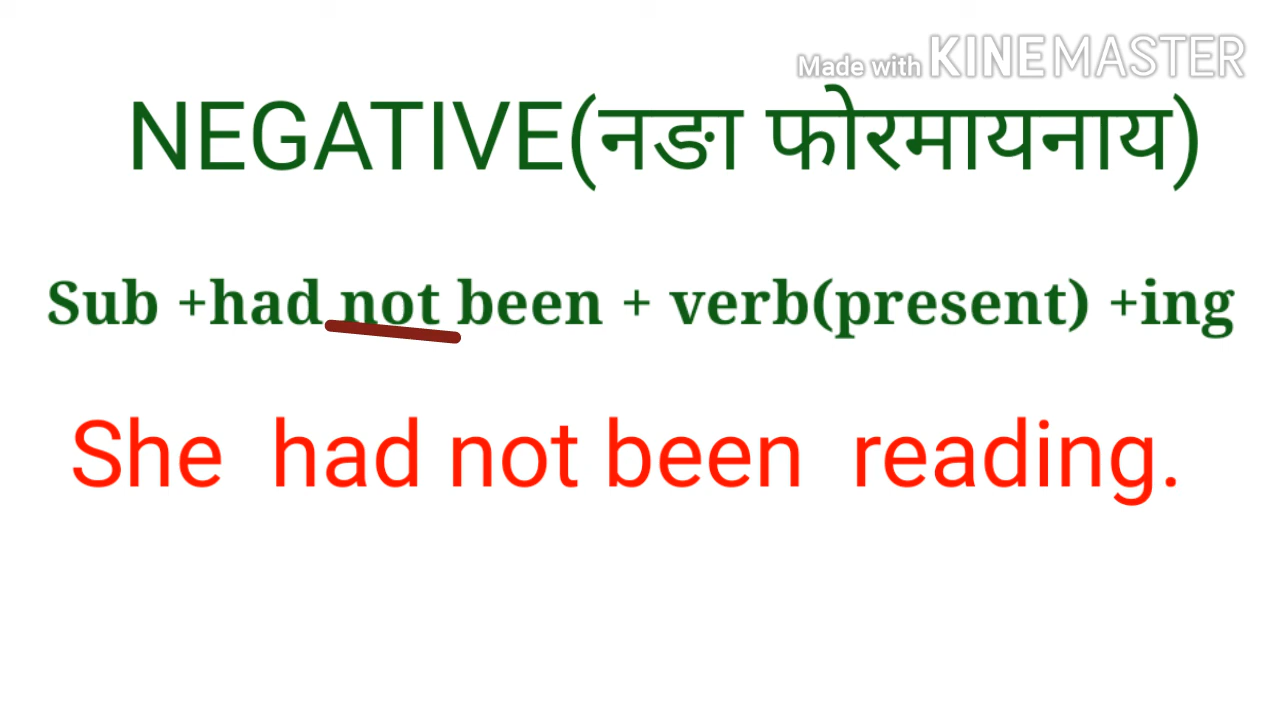 Made with KINEMASTER
NEGATIVE(नङा फोरमायनाय)
Sub +had not been + verb(present) +ing
She had not been reading.